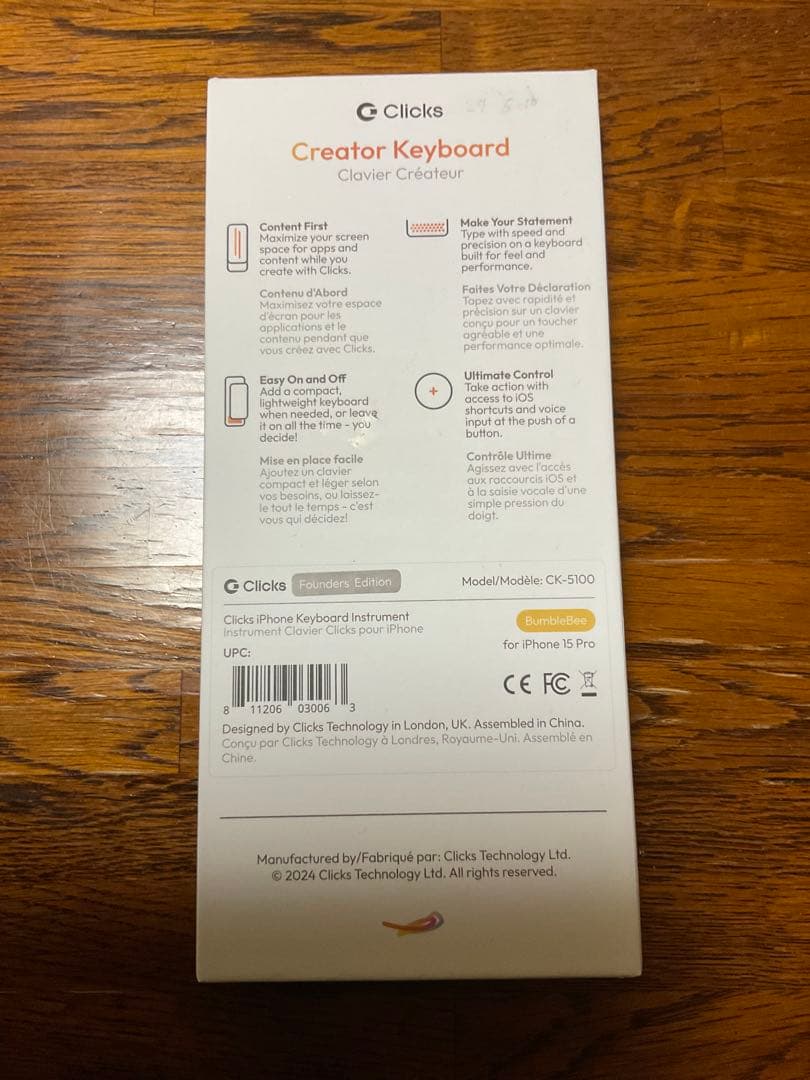 Clicks
Creator Keyboard
Clavier Créateur
Content First
Maximize your screen
space for apps and
content while you
create with Clicks.
Contenu d'Abord
Maximisez votre espace
d'écran pour les
applications et le
contenu pendant que
vous créez avec Clicks.
Make Your Statement
Type with speed and
precision on a keyboard
built for feel and
performance.
Faites Votre Déclaration
Tapez avec rapidité et
précision sur un clavier
conçu pour un toucher
agréable et une
performance optimale.
Easy On and Off
Add a compact,
lightweight keyboard
when needed, or leave
it on all the time - you
decide!
Mise en place facile
Ajoutez un clavier
compact et léger selon
vos besoins, ou laissez-
le tout le temps - c'est
vous qui décidez!
Ultimate Control
Take action with
access to iOS
shortcuts and voice
input at the push of a
button.
Contrôle Ultime
Agissez avec l'accès
aux raccourcis iOS et
à la saisie vocale d'une
simple pression du
doigt.
Clicks Founders Edition
Model/Modèle: CK-5100
Clicks iPhone Keyboard Instrument
Instrument Clavier Clicks pour iPhone
BumbleBee
for iPhone 15 Pro
UPC:
8 11206 03006 3
CE FC
Designed by Clicks Technology in London, UK. Assembled in China.
Conçu par Clicks Technology à Londres, Royaume-Uni. Assemblé en
Chine.
Manufactured by/Fabriqué par: Clicks Technology Ltd.
© 2024 Clicks Technology Ltd. All rights reserved.